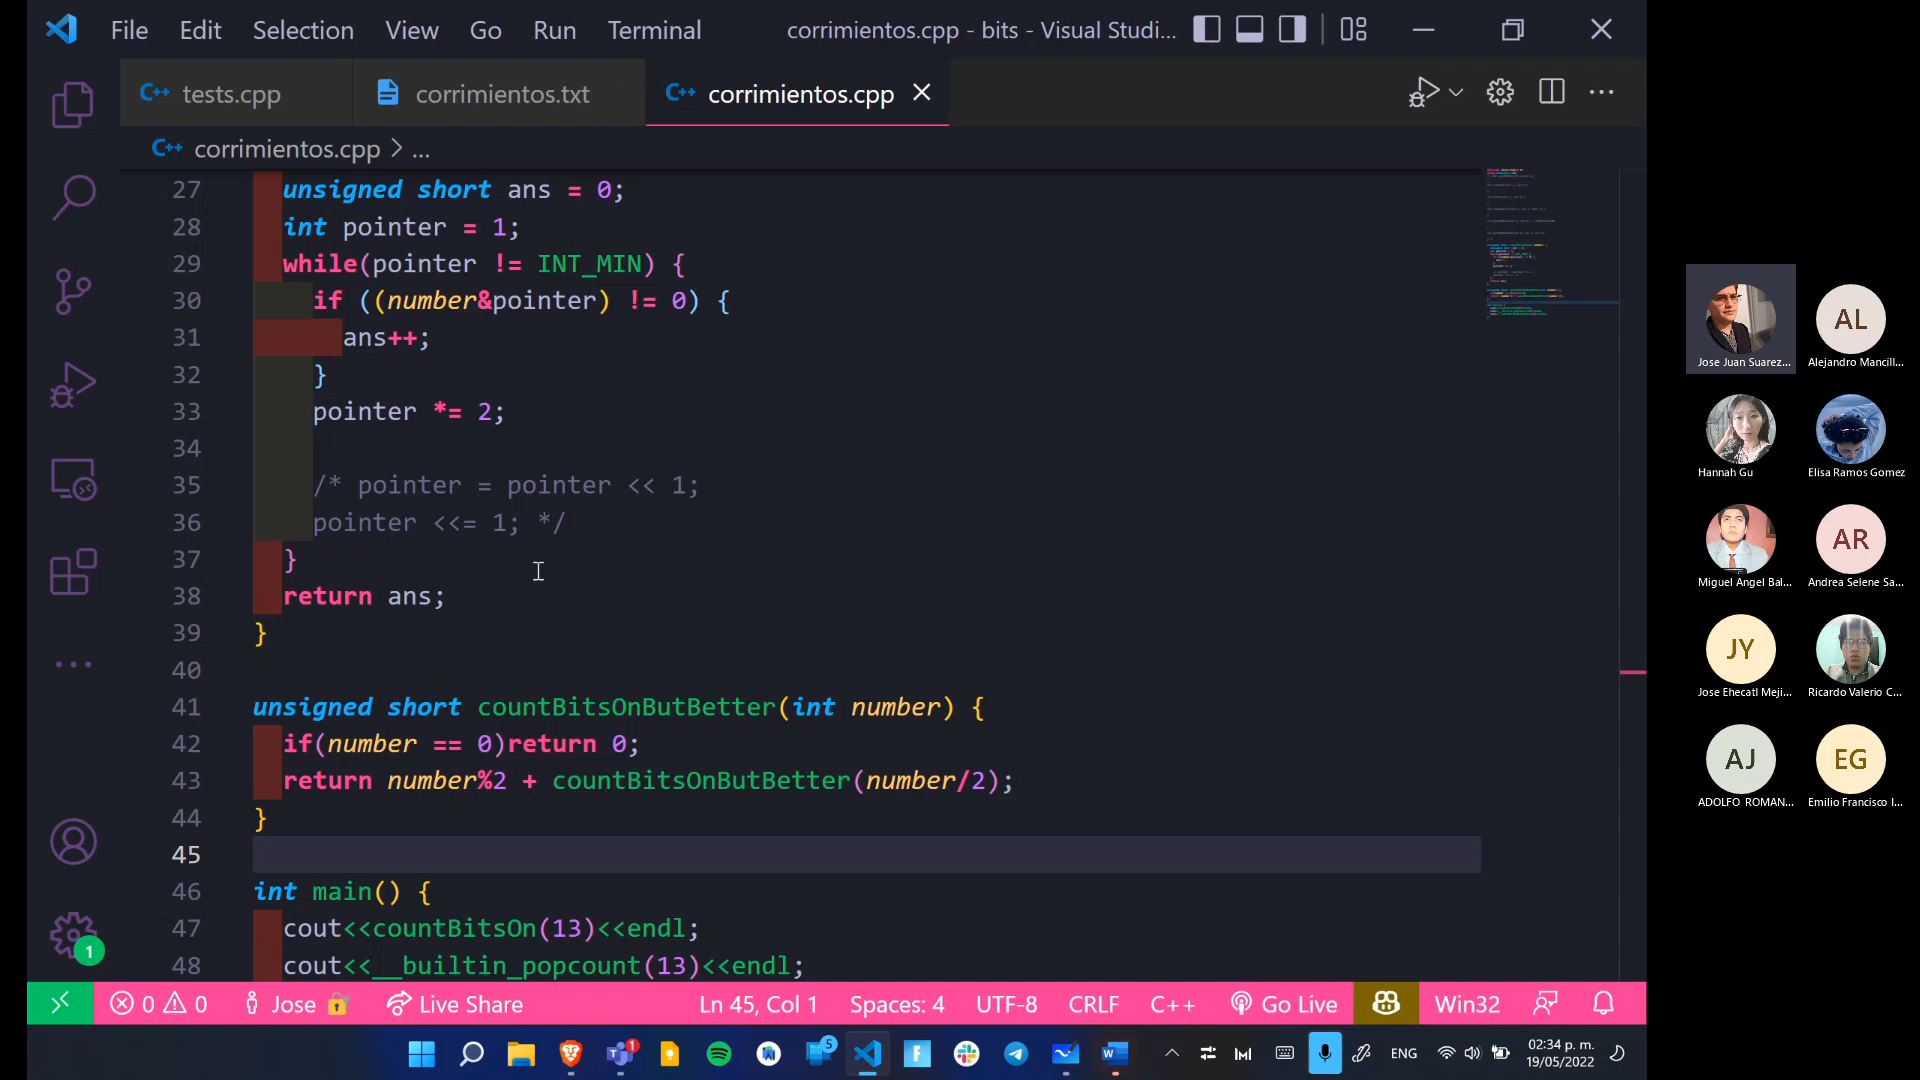 File Edit Selection View Go Run Terminal corrimientos.cpp - bits - Visual Studi...
tests.cpp corrimientos.txt corrimientos.cpp
corrimientos.cpp > ...
27 unsigned short ans = 0;
28 int pointer = 1;
29 while(pointer != INT_MIN) {
30 if ((number&pointer) != 0) {
31 ans++;
32 }
33 pointer *= 2;
34
35 /* pointer = pointer << 1;
36 pointer <<= 1; */
37 }
38 return ans;
39 }
40
41 unsigned short countBitsOnButBetter(int number) {
42 if(number == 0)return 0;
43 return number%2 + countBitsOnButBetter(number/2);
44 }
45
46 int main() {
47 cout<<countBitsOn(13)<<endl;
48 cout<<__builtin_popcount(13)<<endl;
1
0 0 Jose Live Share Ln 45, Col 1 Spaces: 4 UTF-8 CRLF C++ Go Live Win32
1 5 ENG 02:34 p. m.
19/05/2022
AL
Jose Juan Suarez... Alejandro Mancill...
Hannah Gu Elisa Ramos Gomez
AR
Miguel Angel Bal... Andrea Selene Sa...
JY
Jose Ehecatl Meji... Ricardo Valerio C...
AJ EG
ADOLFO ROMAN... Emilio Francisco I...